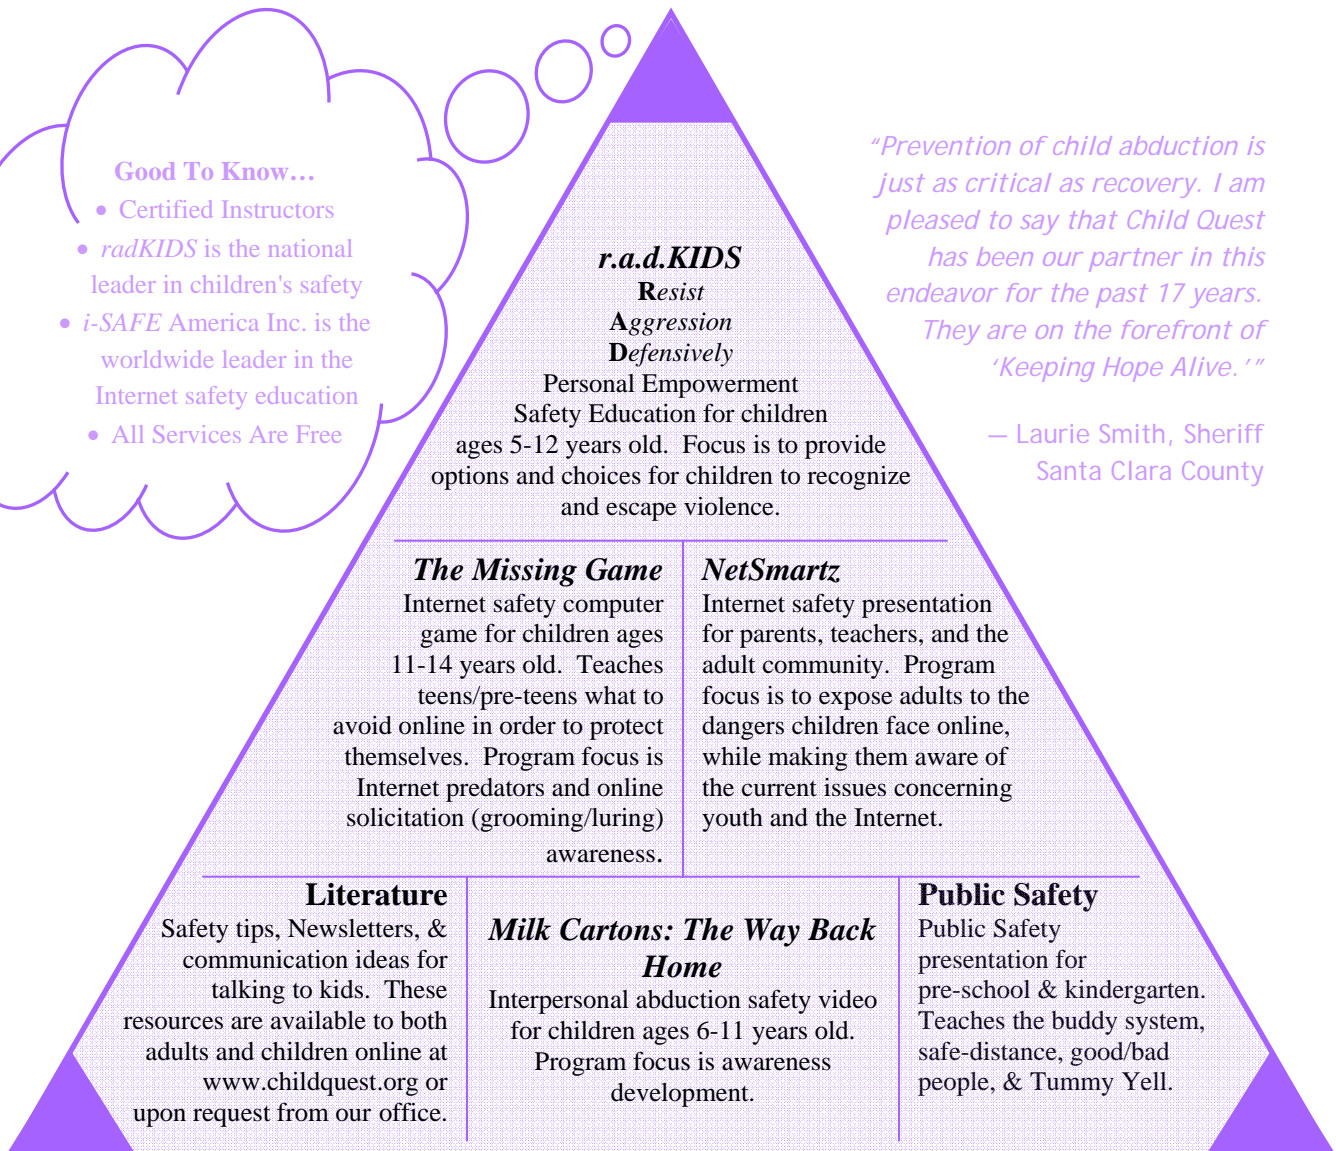 Good To Know…
• Certified Instructors
• radKIDS is the national
leader in children's safety
• i-SAFE America Inc. is the
worldwide leader in the
Internet safety education
• All Services Are Free
“Prevention of child abduction is
just as critical as recovery. I am
pleased to say that Child Quest
has been our partner in this
endeavor for the past 17 years.
They are on the forefront of
‘Keeping Hope Alive.’”
— Laurie Smith, Sheriff
Santa Clara County
r.a.d.KIDS
Resist
Aggression
Defensively
Personal Empowerment
Safety Education for children
ages 5-12 years old.  Focus is to provide
options and choices for children to recognize
and escape violence.
The Missing Game
Internet safety computer
game for children ages
11-14 years old.  Teaches
teens/pre-teens what to
avoid online in order to protect
themselves.  Program focus is
Internet predators and online
solicitation (grooming/luring)
awareness.
NetSmartz
Internet safety presentation
for parents, teachers, and the
adult community.  Program
focus is to expose adults to the
dangers children face online,
while making them aware of
the current issues concerning
youth and the Internet.
Literature
Safety tips, Newsletters, &
communication ideas for
talking to kids.  These
resources are available to both
adults and children online at
www.childquest.org or
upon request from our office.
Milk Cartons: The Way Back
Home
Interpersonal abduction safety video
for children ages 6-11 years old.
Program focus is awareness
development.
Public Safety
Public Safety
presentation for
pre-school & kindergarten.
Teaches the buddy system,
safe-distance, good/bad
people, & Tummy Yell.